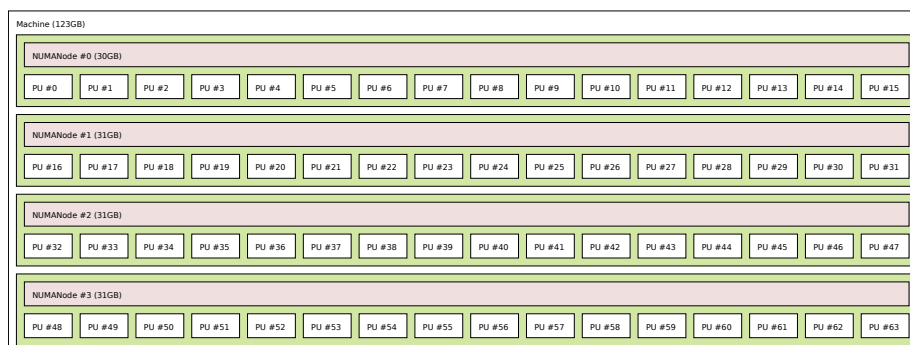 Machine (123GB)
NUMANode #0 (30GB)
PU #0 PU #1 PU #2 PU #3 PU #4 PU #5 PU #6 PU #7 PU #8 PU #9 PU #10 PU #11 PU #12 PU #13 PU #14 PU #15
NUMANode #1 (31GB)
PU #16 PU #17 PU #18 PU #19 PU #20 PU #21 PU #22 PU #23 PU #24 PU #25 PU #26 PU #27 PU #28 PU #29 PU #30 PU #31
NUMANode #2 (31GB)
PU #32 PU #33 PU #34 PU #35 PU #36 PU #37 PU #38 PU #39 PU #40 PU #41 PU #42 PU #43 PU #44 PU #45 PU #46 PU #47
NUMANode #3 (31GB)
PU #48 PU #49 PU #50 PU #51 PU #52 PU #53 PU #54 PU #55 PU #56 PU #57 PU #58 PU #59 PU #60 PU #61 PU #62 PU #63